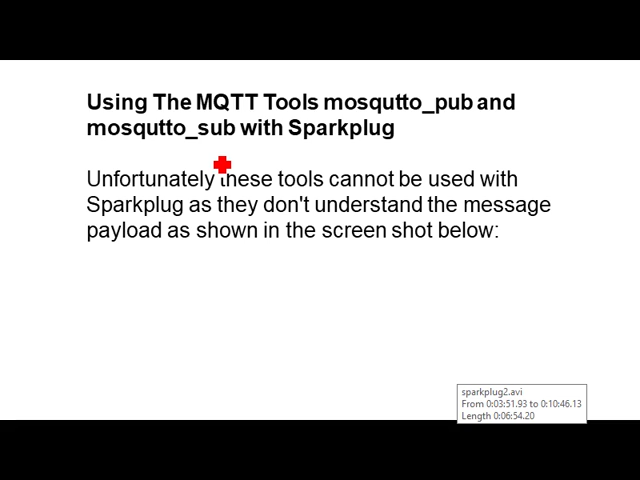 Using The MQTT Tools mosqutto_pub and
mosqutto_sub with Sparkplug
Unfortunately these tools cannot be used with
Sparkplug as they don't understand the message
payload as shown in the screen shot below:
sparkplug2.avi
From 0:03:51.93 to 0:10:46.13
Length 0:06:54.20